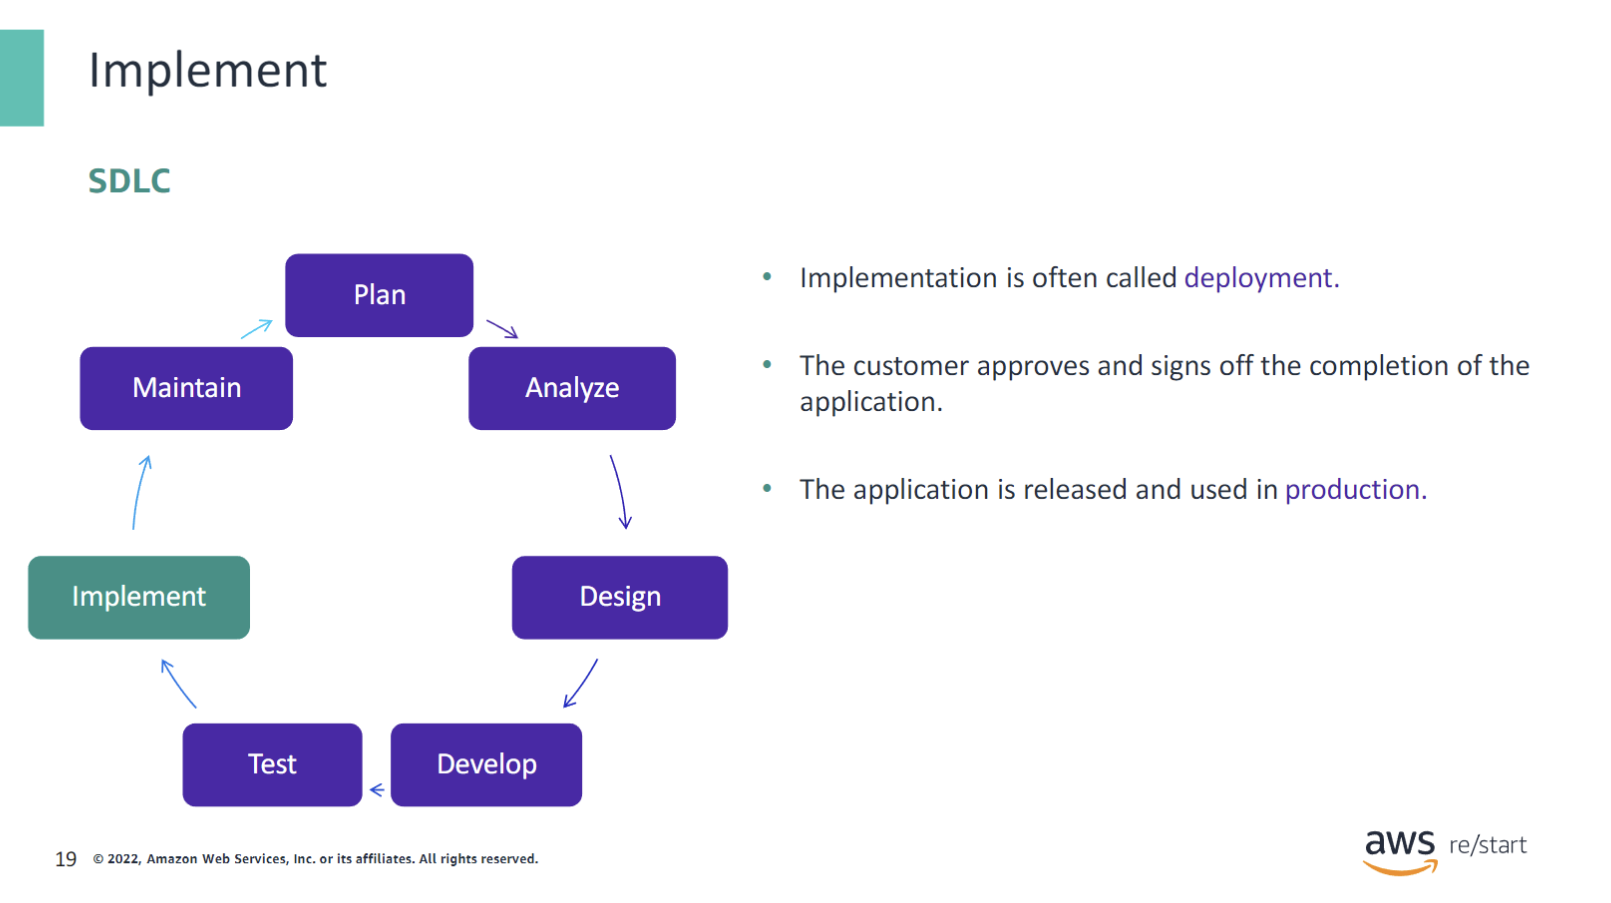 Implement
SDLC
Plan
Maintain
Analyze
Implement
Design
Test
Develop
• Implementation is often called deployment.
• The customer approves and signs off the completion of the
application.
• The application is released and used in production.
19 © 2022, Amazon Web Services, Inc. or its affiliates. All rights reserved.
aws re/start